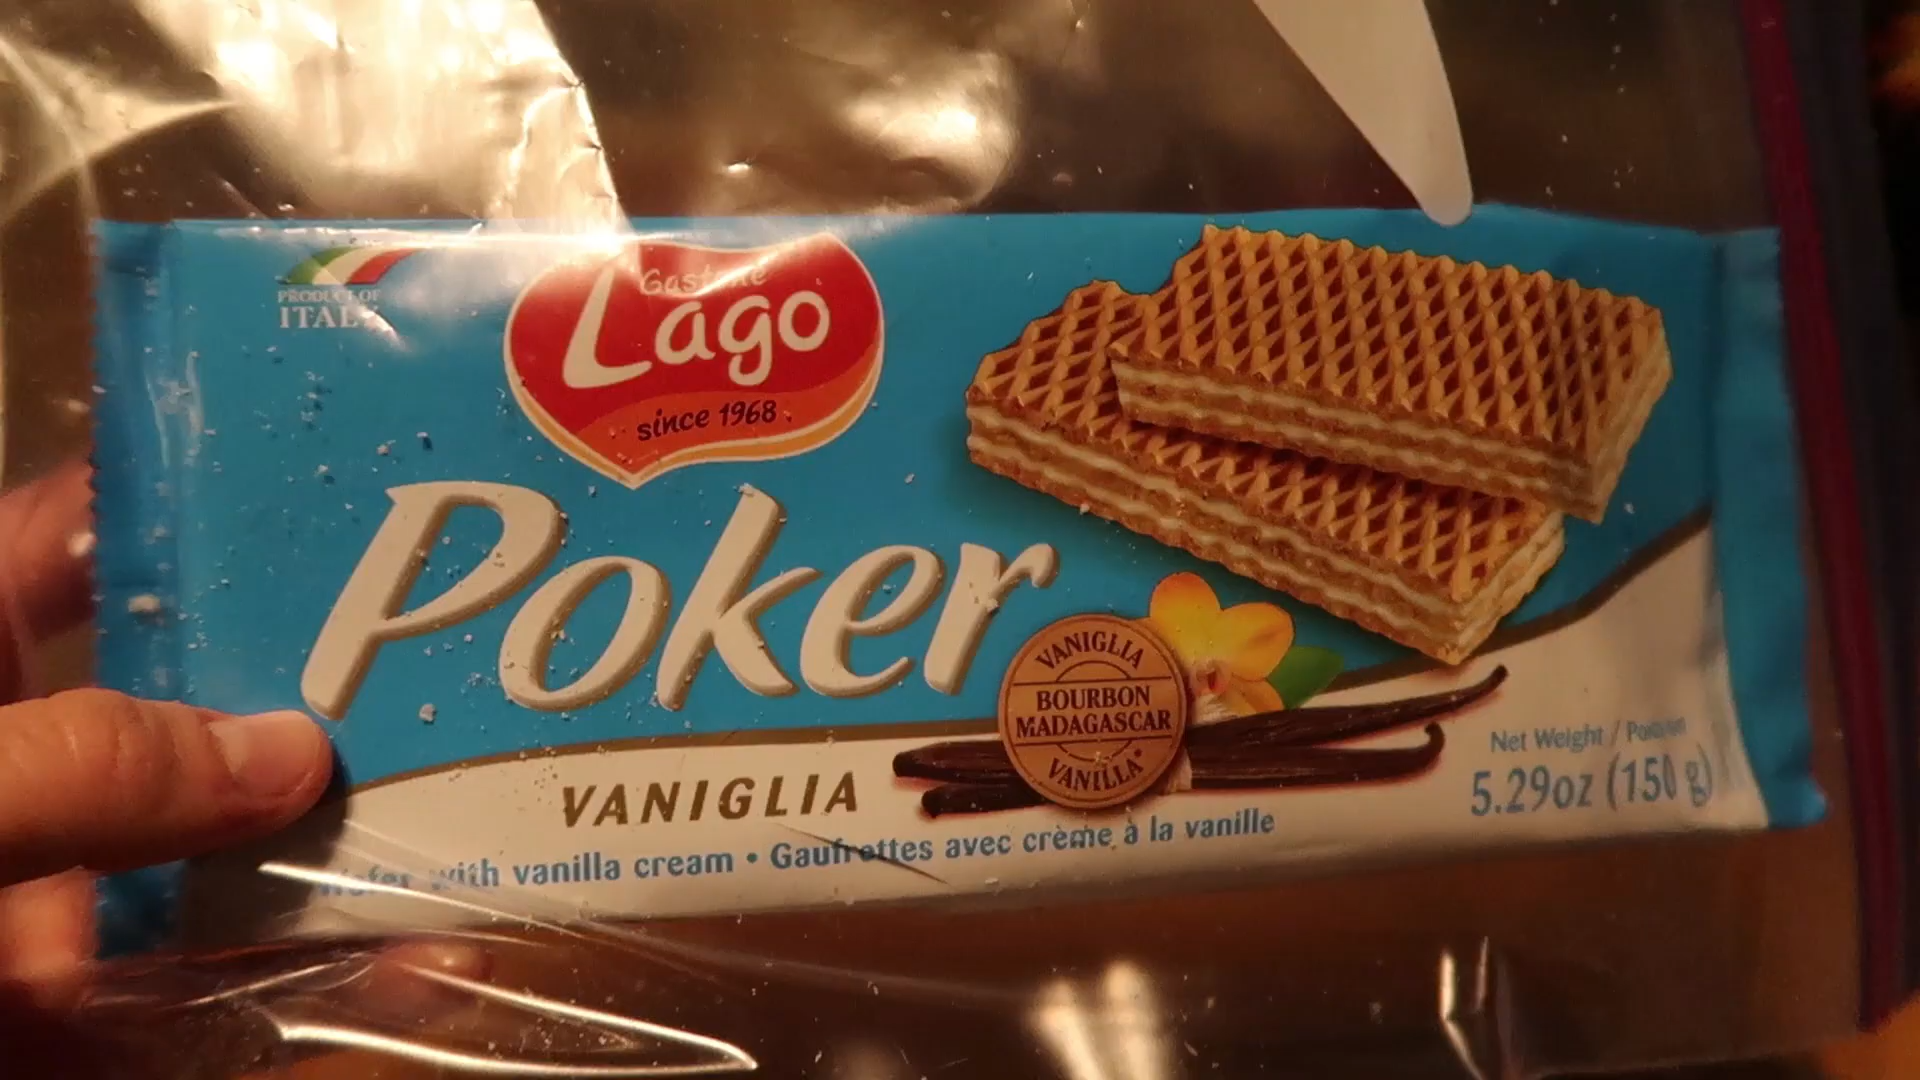 PRODUCT OF
ITALY
Gastone
Lago
since 1968
Poker
VANIGLIA
BOURBON
MADAGASCAR
VANILLA*
VANIGLIA
Wafer with vanilla cream • Gaufrettes avec crème à la vanille
Net Weight /
5.29oz (150 g)